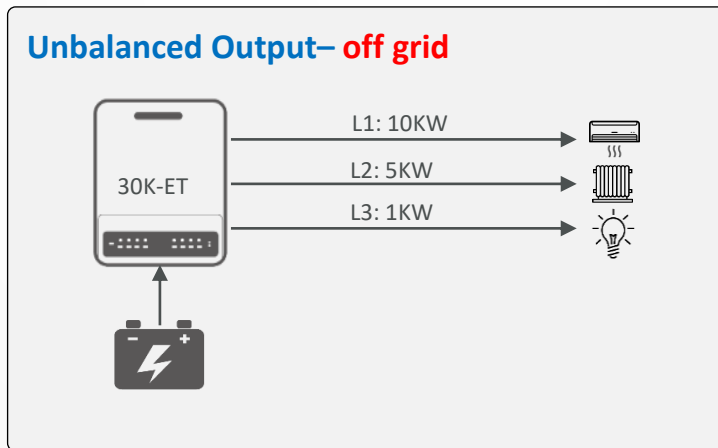 Unbalanced Output– off grid
L1: 10KW
30K-ET
L2: 5KW
L3: 1KW